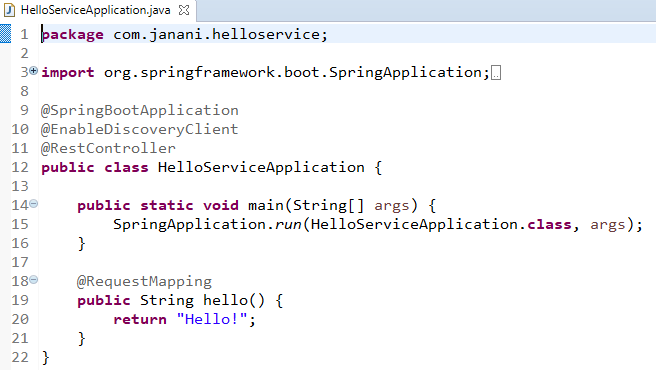 HelloServiceApplication.java
1 package com.janani.helloservice;
2
3 import org.springframework.boot.SpringApplication;
8
9 @SpringBootApplication
10 @EnableDiscoveryClient
11 @RestController
12 public class HelloServiceApplication {
13
14     public static void main(String[] args) {
15         SpringApplication.run(HelloServiceApplication.class, args);
16     }
17
18     @RequestMapping
19     public String hello() {
20         return "Hello!";
21     }
22 }